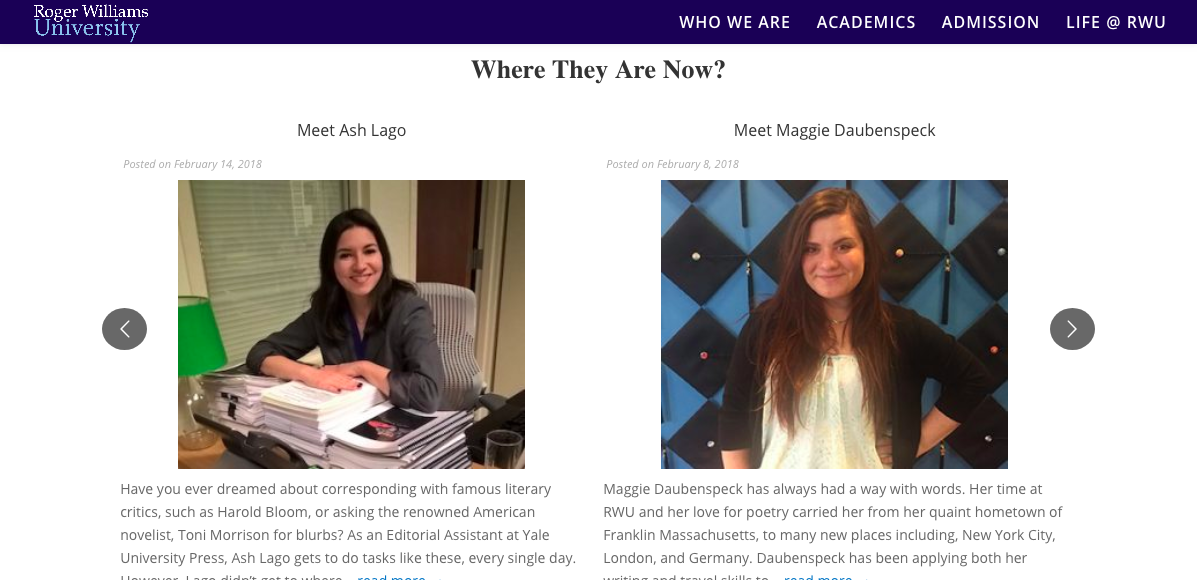 Roger Williams
University
WHO WE ARE ACADEMICS ADMISSION LIFE @ RWU
Where They Are Now?
Meet Ash Lago
Posted on February 14, 2018
Have you ever dreamed about corresponding with famous literary
critics, such as Harold Bloom, or asking the renowned American
novelist, Toni Morrison for blurbs? As an Editorial Assistant at Yale
University Press, Ash Lago gets to do tasks like these, every single day.
However, Lago didn't get to where... read more →
Meet Maggie Daubenspeck
Posted on February 8, 2018
Maggie Daubenspeck has always had a way with words. Her time at
RWU and her love for poetry carried her from her quaint hometown of
Franklin Massachusetts, to many new places including, New York City,
London, and Germany. Daubenspeck has been applying both her
writing and travel skills to... read more →